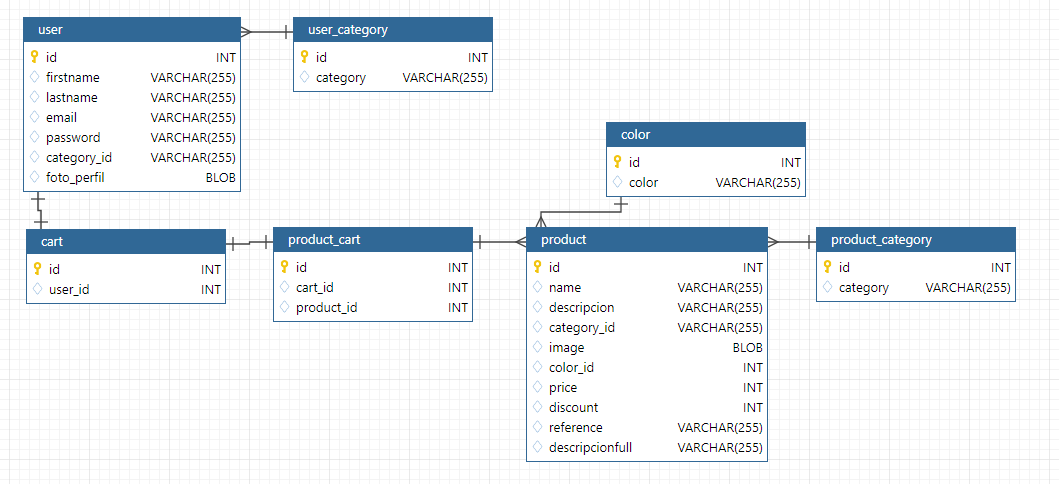 user
id INT
firstname VARCHAR(255)
lastname VARCHAR(255)
email VARCHAR(255)
password VARCHAR(255)
category_id VARCHAR(255)
foto_perfil BLOB
user_category
id INT
category VARCHAR(255)
color
id INT
color VARCHAR(255)
cart
id INT
user_id INT
product_cart
id INT
cart_id INT
product_id INT
product
id INT
name VARCHAR(255)
descripcion VARCHAR(255)
category_id VARCHAR(255)
image BLOB
color_id INT
price INT
discount INT
reference VARCHAR(255)
descripcionfull VARCHAR(255)
product_category
id INT
category VARCHAR(255)